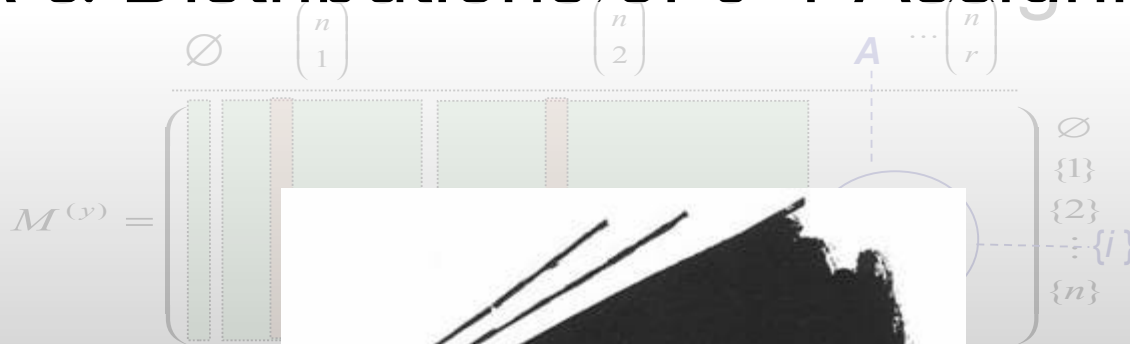 ∅ (n 1) (n 2) A ... (n r)
M^(y) =
∅
{1}
{2}
⋮ {i}
{n}